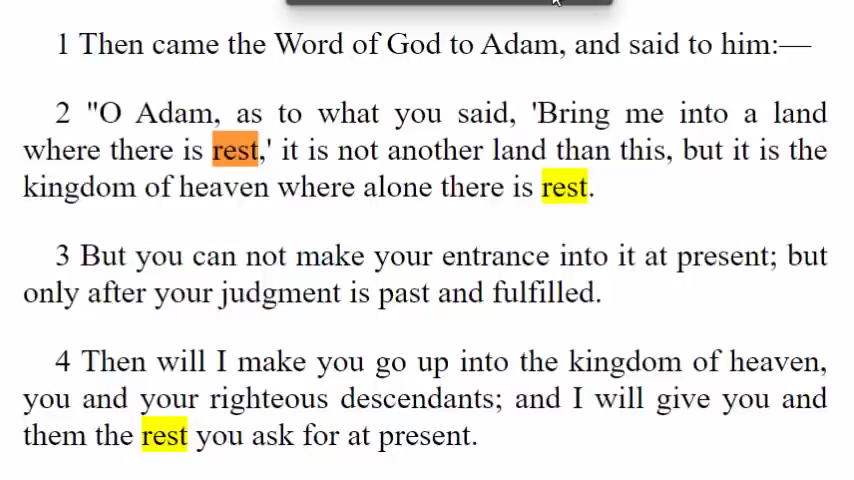 1 Then came the Word of God to Adam, and said to him:—
2 "O Adam, as to what you said, 'Bring me into a land
where there is rest,' it is not another land than this, but it is the
kingdom of heaven where alone there is rest.
3 But you can not make your entrance into it at present; but
only after your judgment is past and fulfilled.
4 Then will I make you go up into the kingdom of heaven,
you and your righteous descendants; and I will give you and
them the rest you ask for at present.